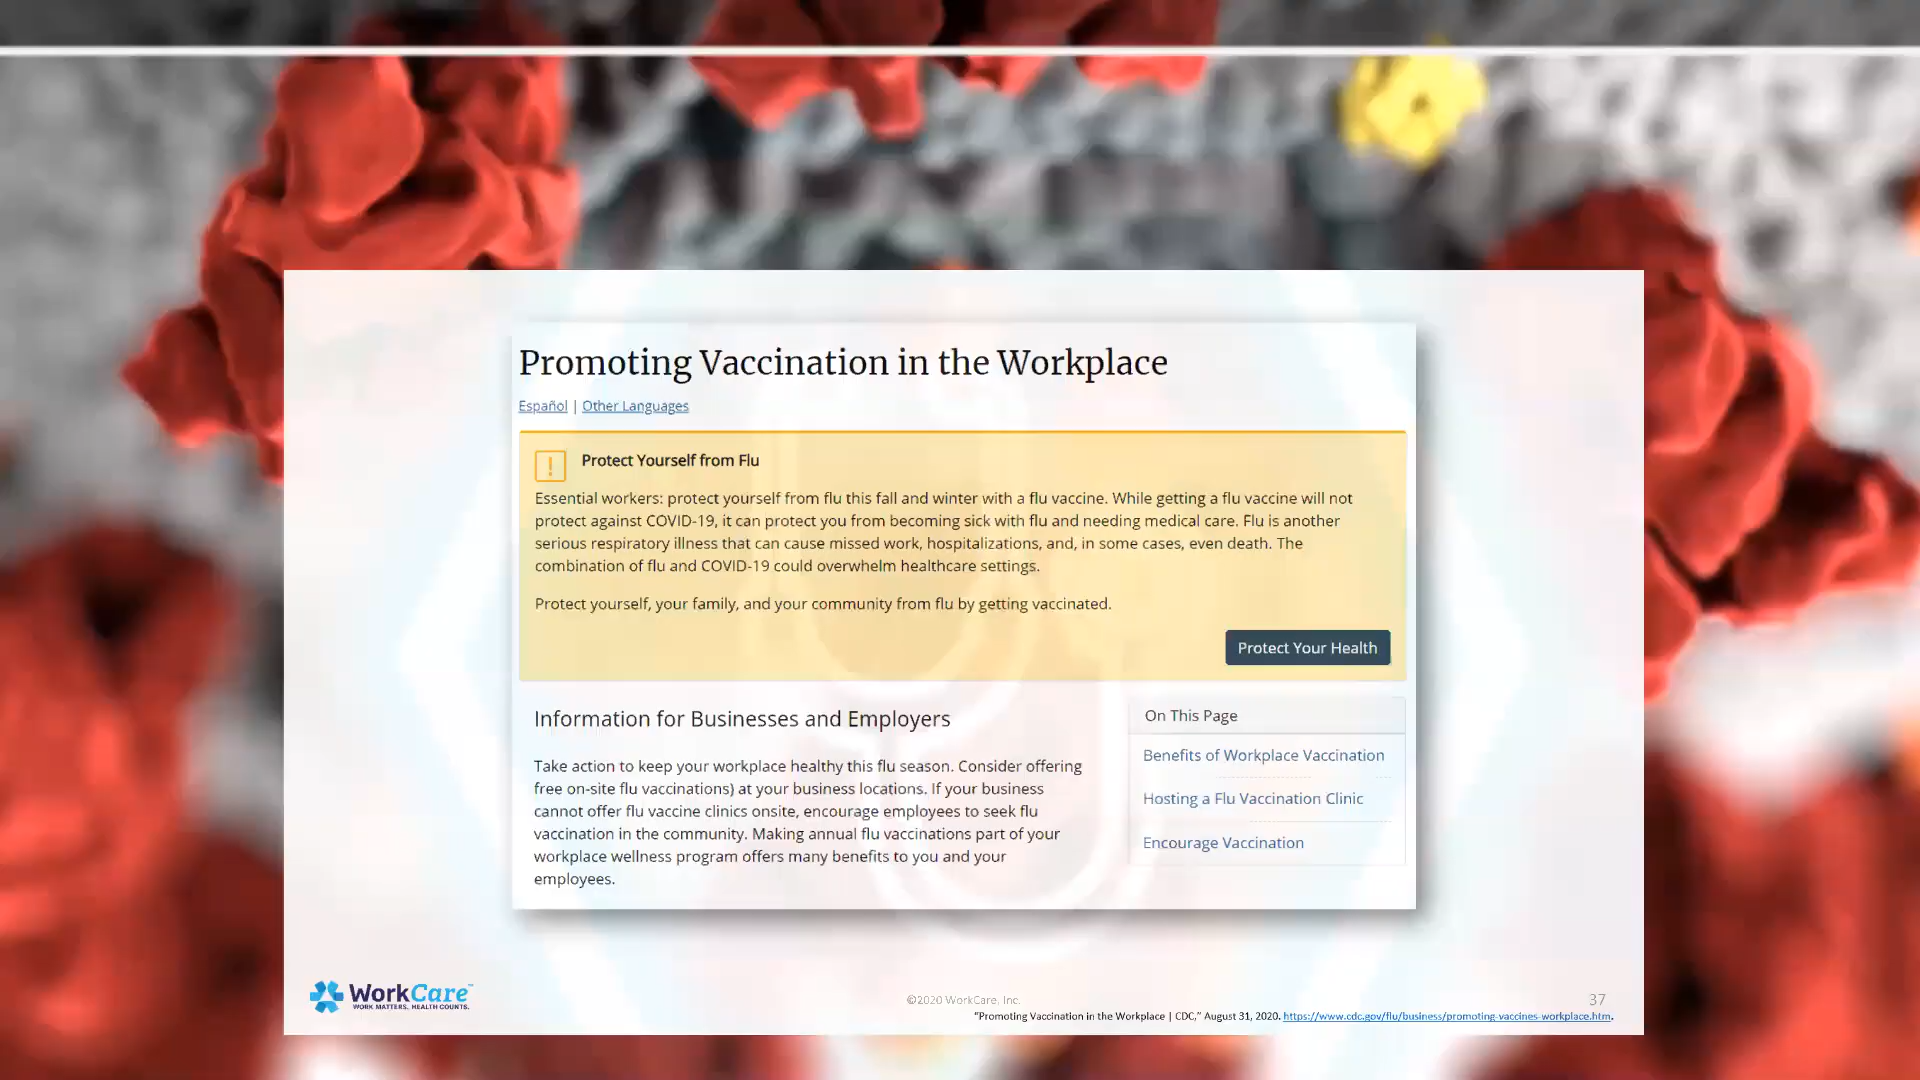 Promoting Vaccination in the Workplace
Español | Other Languages
! Protect Yourself from Flu
Essential workers: protect yourself from flu this fall and winter with a flu vaccine. While getting a flu vaccine will not
protect against COVID-19, it can protect you from becoming sick with flu and needing medical care. Flu is another
serious respiratory illness that can cause missed work, hospitalizations, and, in some cases, even death. The
combination of flu and COVID-19 could overwhelm healthcare settings.
Protect yourself, your family, and your community from flu by getting vaccinated.
Protect Your Health
Information for Businesses and Employers
Take action to keep your workplace healthy this flu season. Consider offering
free on-site flu vaccinations) at your business locations. If your business
cannot offer flu vaccine clinics onsite, encourage employees to seek flu
vaccination in the community. Making annual flu vaccinations part of your
workplace wellness program offers many benefits to you and your
employees.
On This Page
Benefits of Workplace Vaccination
Hosting a Flu Vaccination Clinic
Encourage Vaccination
WorkCare™
WORK MATTERS. HEALTH COUNTS.
©2020 WorkCare, Inc.
37
"Promoting Vaccination in the Workplace | CDC," August 31, 2020. https://www.cdc.gov/flu/business/promoting-vaccines-workplace.htm.